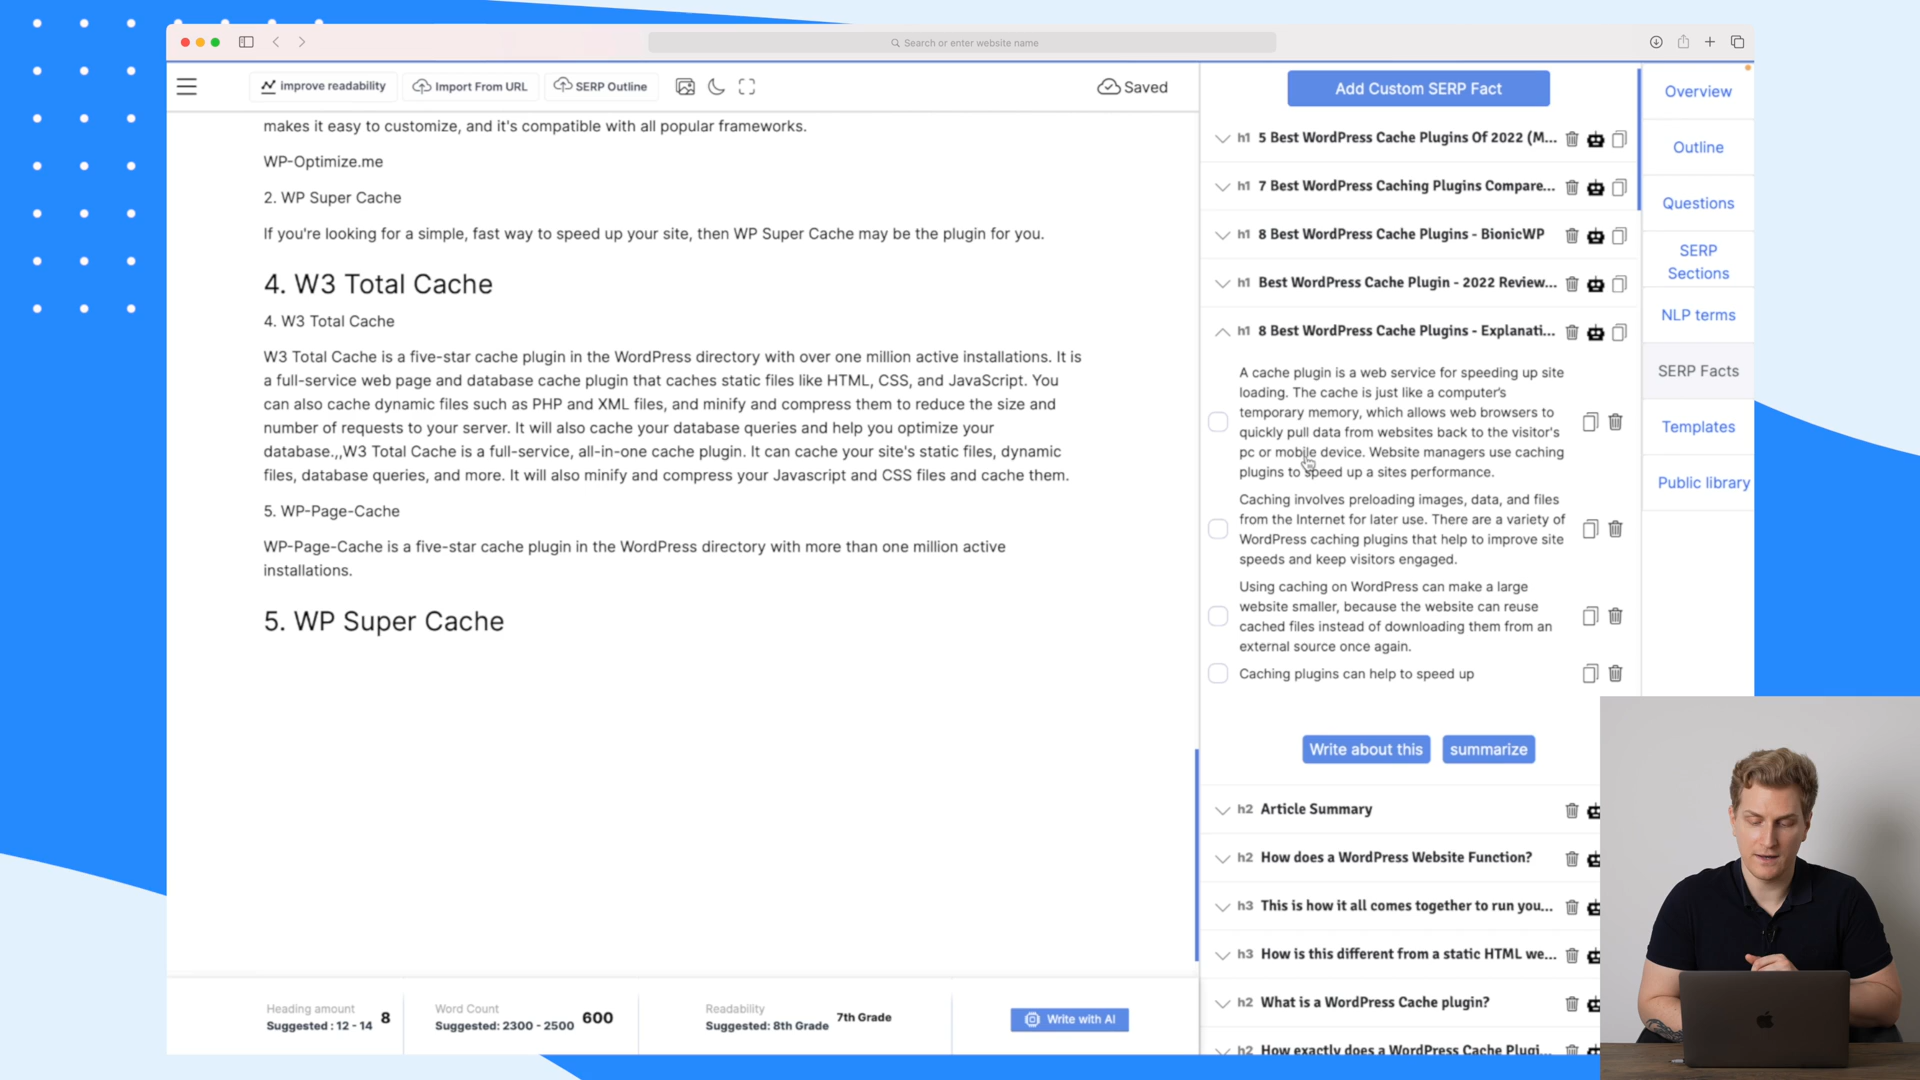 Search or enter website name
improve readability
Import From URL
SERP Outline
Saved
makes it easy to customize, and it's compatible with all popular frameworks.
WP-Optimize.me
2. WP Super Cache
If you're looking for a simple, fast way to speed up your site, then WP Super Cache may be the plugin for you.
4. W3 Total Cache
4. W3 Total Cache
W3 Total Cache is a five-star cache plugin in the WordPress directory with over one million active installations. It is
a full-service web page and database cache plugin that caches static files like HTML, CSS, and JavaScript. You
can also cache dynamic files such as PHP and XML files, and minify and compress them to reduce the size and
number of requests to your server. It will also cache your database queries and help you optimize your
database.,,W3 Total Cache is a full-service, all-in-one cache plugin. It can cache your site's static files, dynamic
files, database queries, and more. It will also minify and compress your Javascript and CSS files and cache them.
5. WP-Page-Cache
WP-Page-Cache is a five-star cache plugin in the WordPress directory with more than one million active
installations.
5. WP Super Cache
Heading amount
Suggested : 12 - 14
8
Word Count
Suggested: 2300 - 2500
600
Readability
Suggested: 8th Grade
7th Grade
Write with AI
Add Custom SERP Fact
h1 5 Best WordPress Cache Plugins Of 2022 (M...
h1 7 Best WordPress Caching Plugins Compare...
h1 8 Best WordPress Cache Plugins - BionicWP
h1 Best WordPress Cache Plugin - 2022 Review...
h1 8 Best WordPress Cache Plugins - Explanati...
A cache plugin is a web service for speeding up site
loading. The cache is just like a computer's
temporary memory, which allows web browsers to
quickly pull data from websites back to the visitor's
pc or mobile device. Website managers use caching
plugins to speed up a sites performance.
Caching involves preloading images, data, and files
from the Internet for later use. There are a variety of
WordPress caching plugins that help to improve site
speeds and keep visitors engaged.
Using caching on WordPress can make a large
website smaller, because the website can reuse
cached files instead of downloading them from an
external source once again.
Caching plugins can help to speed up
Write about this
summarize
h2 Article Summary
h2 How does a WordPress Website Function?
h3 This is how it all comes together to run you...
h3 How is this different from a static HTML we...
h2 What is a WordPress Cache plugin?
h2 How exactly does a WordPress Cache Plugi...
Overview
Outline
Questions
SERP
Sections
NLP terms
SERP Facts
Templates
Public library